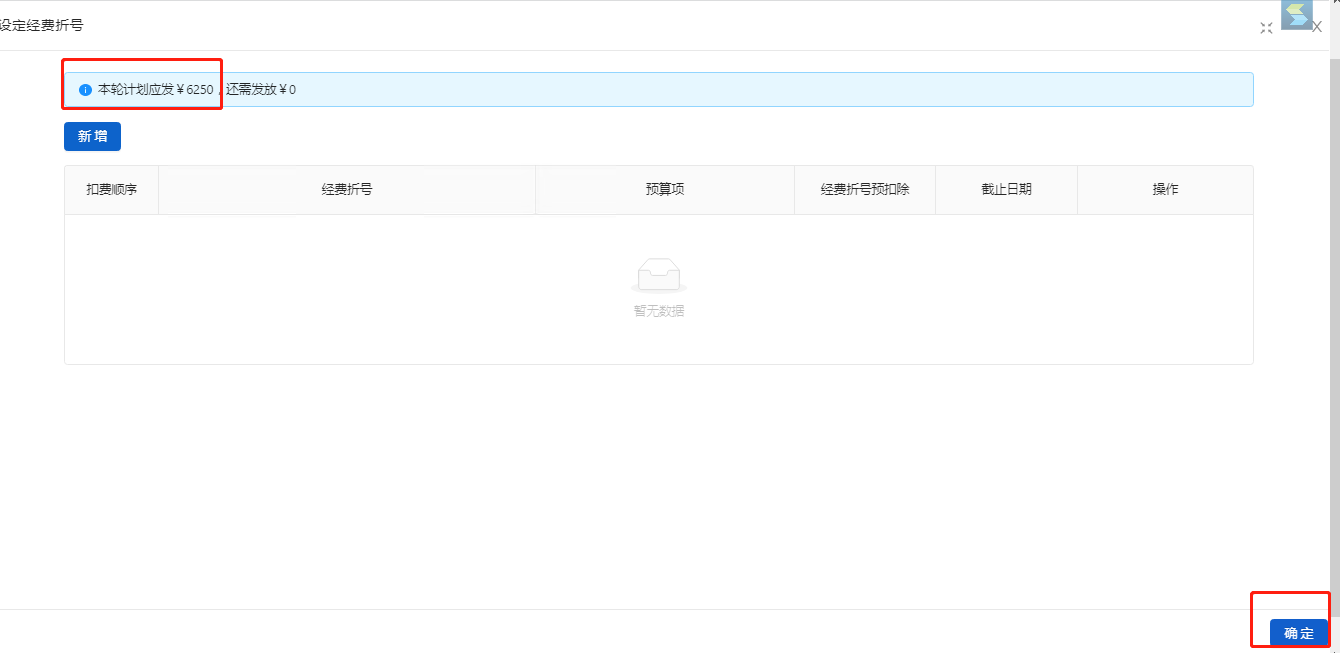 设定经费折号
X
本轮计划应发￥6250，还需发放￥0
新增
扣费顺序 经费折号 预算项 经费折号预扣除 截止日期 操作
暂无数据
确定